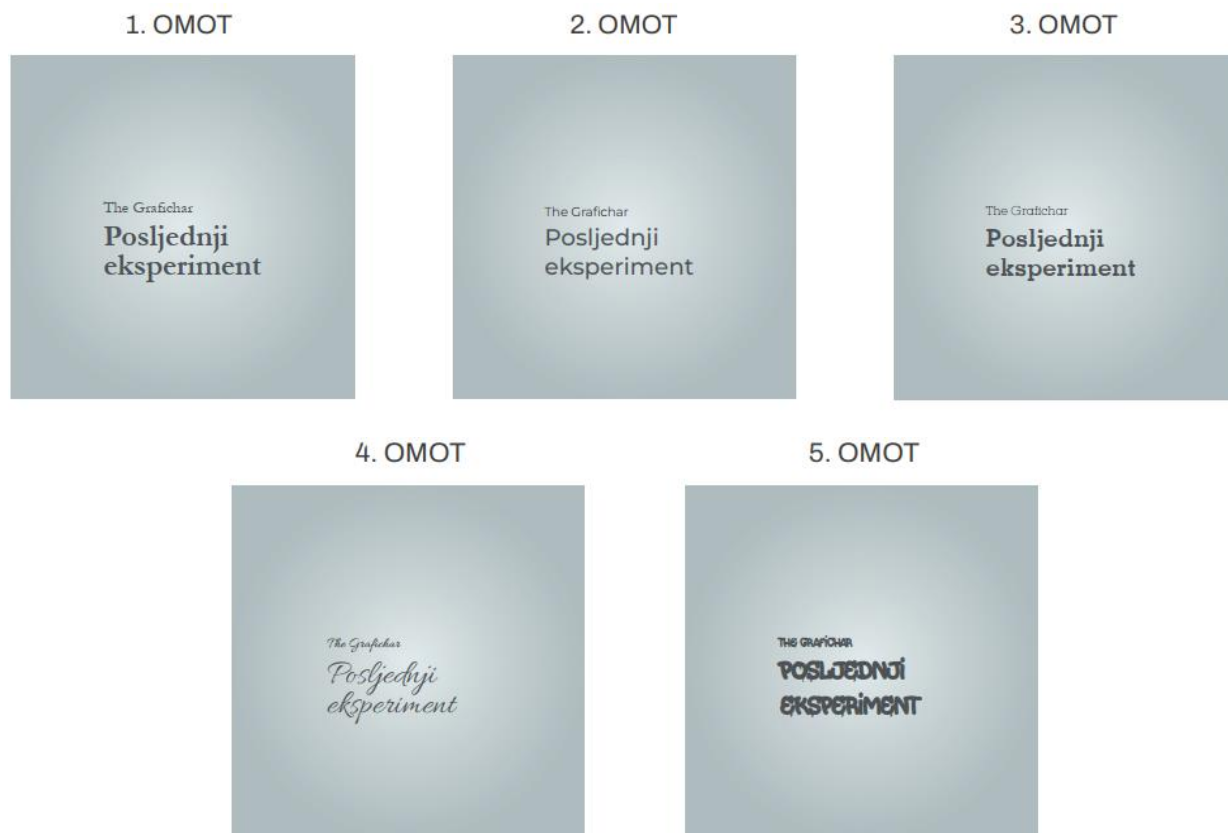 1. OMOT
2. OMOT
3. OMOT
The Grafichar
Posljednji
eksperiment
The Grafichar
Posljednji
eksperiment
The Grafichar
Posljednji
eksperiment
4. OMOT
5. OMOT
The Grafichar
Posljednji
eksperiment
THE GRAFiCHAR
POSLJEDNJi
EKSPERiMENT